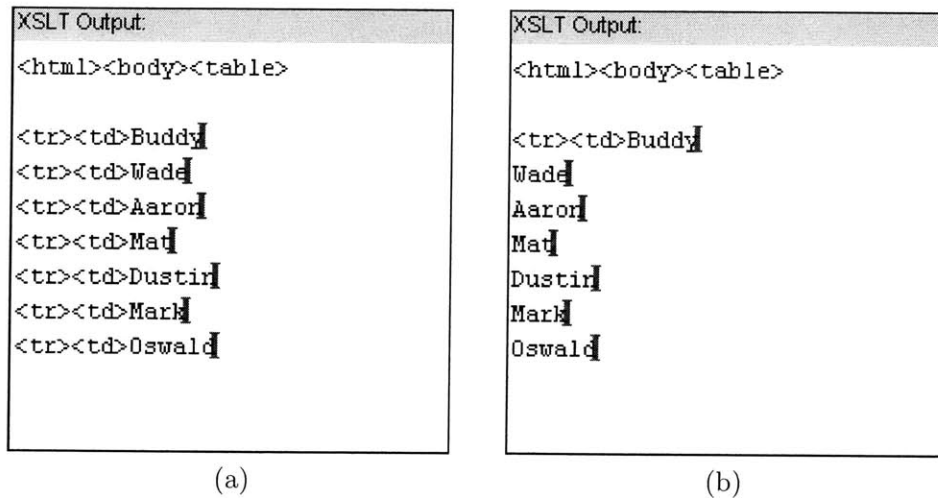 XSLT Output:
<html><body><table>
<tr><td>Buddy
<tr><td>Wade
<tr><td>Aaron
<tr><td>Mat
<tr><td>Dustin
<tr><td>Mark
<tr><td>Oswald
(a)
XSLT Output:
<html><body><table>
<tr><td>Buddy
Wade
Aaron
Mat
Dustin
Mark
Oswald
(b)